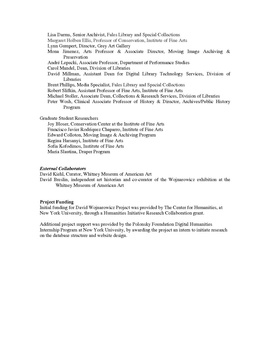 Lisa Darms, Senior Archivist, Fales Library and Special Collections
Margaret Holben Ellis, Professor of Conservation, Institute of Fine Arts
Lynn Gumpert, Director, Grey Art Gallery
Mona Jimenez, Arts Professor & Associate Director, Moving Image Archiving &
Preservation
André Lepecki, Associate Professor, Department of Performance Studies
Carol Mandel, Dean, Division of Libraries
David Millman, Assistant Dean for Digital Library Technology Services, Division of
Libraries
Brent Phillips, Media Specialist, Fales Library and Special Collections
Robert Slifkin, Assistant Professor of Fine Arts, Institute of Fine Arts
Michael Stoller, Associate Dean, Collections & Research Services, Division of Libraries
Peter Wosh, Clinical Associate Professor of History & Director, Archives/Public History
Program
Graduate Student Researchers
Joy Bloser, Conservation Center at the Institute of Fine Arts
Francisco Javier Rodriguez Chaparro, Institute of Fine Arts
Edward Colloton, Moving Image & Archiving Program
Regina Harsanyi, Institute of Fine Arts
Sofia Kofodimos, Institute of Fine Arts
Marta Martina, Draper Program
External Collaborators
David Kiehl, Curator, Whitney Museum of American Art
David Breslin, independent art historian and co-curator of the Wojnarowicz exhibition at the
Whitney Museum of American Art
Project Funding
Initial funding for David Wojnarowicz Project was provided by The Center for Humanities, at
New York University, through a Humanities Initiative Research Collaboration grant.
Additional project support was provided by the Polonsky Foundation Digital Humanities
Internship Program at New York University, by awarding the project an intern to initiate research
on the database structure and website design.